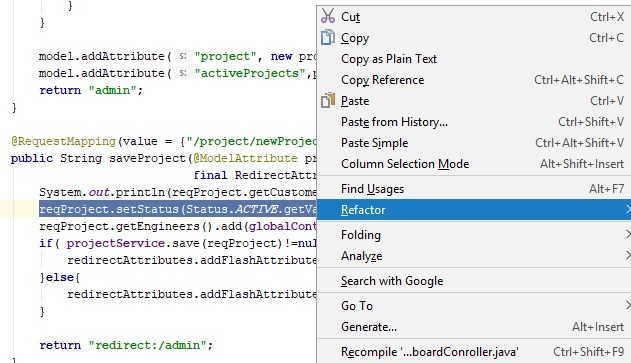 }
}
model.addAttribute( s: "project", new pro
model.addAttribute( s: "activeProjects",p
return "admin";
}
@RequestMapping(value = {"/project/newProjec
public String saveProject(@ModelAttribute pr
final RedirectAttr
System.out.println(reqProject.getCustome
reqProject.setStatus(Status.ACTIVE.getVa
reqProject.getEngineers().add(globalCont
if( projectService.save(reqProject)!=nul
redirectAttributes.addFlashAttribute
}else{
redirectAttributes.addFlashAttribute
}
return "redirect:/admin";
}
Cut Ctrl+X
Copy Ctrl+C
Copy as Plain Text
Copy Reference Ctrl+Alt+Shift+C
Paste Ctrl+V
Paste from History... Ctrl+Shift+V
Paste Simple Ctrl+Alt+Shift+V
Column Selection Mode Alt+Shift+Insert
Find Usages Alt+F7
Refactor
Folding
Analyze
Search with Google
Go To
Generate... Alt+Insert
Recompile '...boardConroller.java' Ctrl+Shift+F9